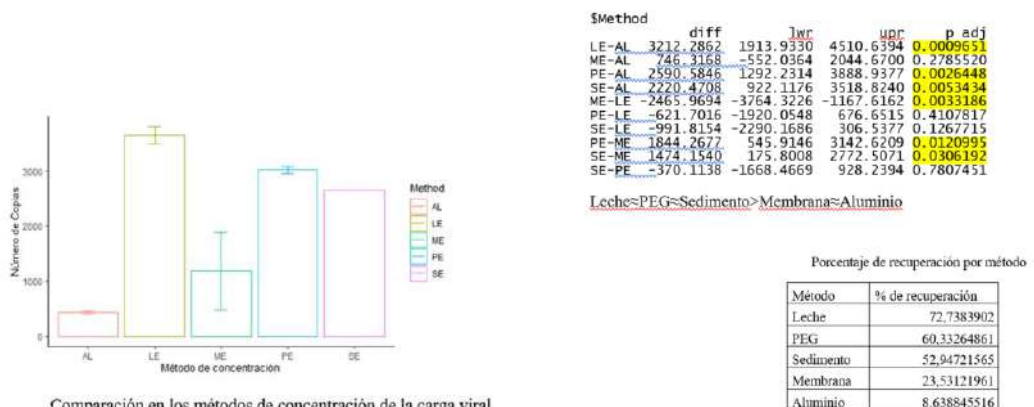 $Method
diff lwr upr p adj
LE-AL 3212.2862 1913.9330 4510.6394 0.0009651
ME-AL 746.3168 -552.0364 2044.6700 0.2785520
PE-AL 2590.5846 1292.2314 3888.9377 0.0026448
SE-AL 2220.4708 922.1176 3518.8240 0.0053434
ME-LE -2465.9694 -3764.3226 -1167.6162 0.0033186
PE-LE -621.7016 -1920.0548 676.6515 0.4107817
SE-LE -991.8154 -2290.1686 306.5377 0.1267715
PE-ME 1844.2677 545.9146 3142.6209 0.0120995
SE-ME 1474.1540 175.8008 2772.5071 0.0306192
SE-PE -370.1138 -1668.4669 928.2394 0.7807451
Leche≈PEG≈Sedimento>Membrana≈Aluminio
Número de Copias
3000
2000
1000
0
AL LE ME PE SE
Método de concentración
Method
AL
LE
ME
PE
SE
Comparación en los métodos de concentración de la carga viral
Porcentaje de recuperación por método
Método % de recuperación
Leche 72,7383902
PEG 60,33264861
Sedimento 52,94721565
Membrana 23,53121961
Aluminio 8,638845516